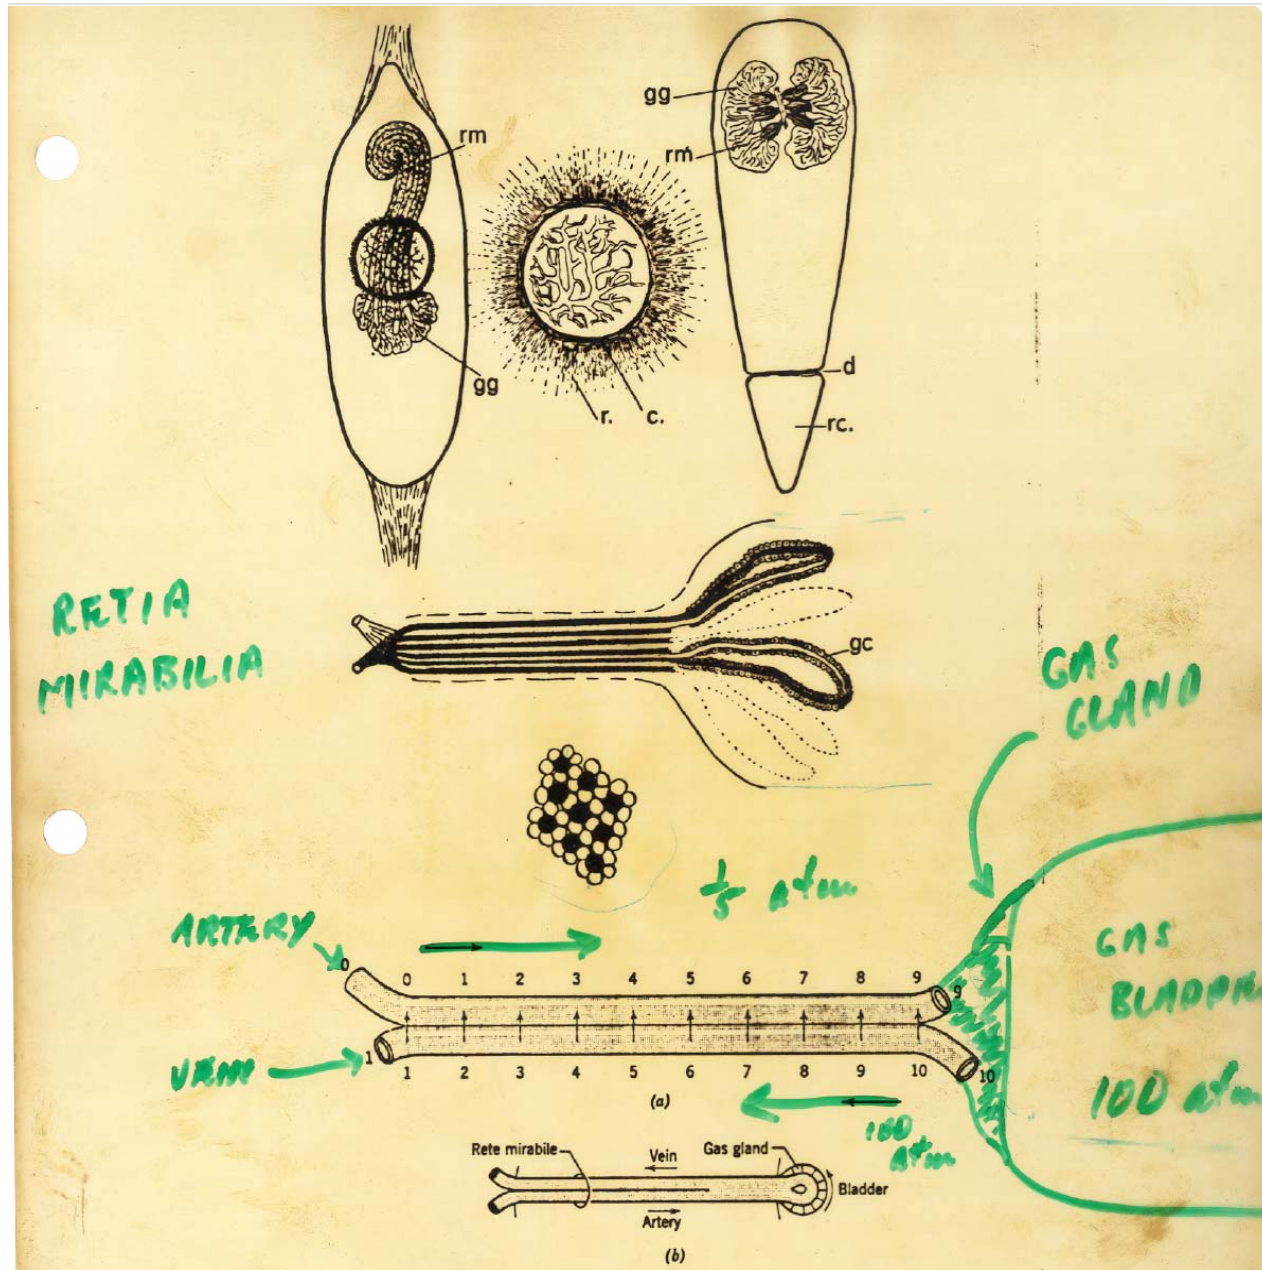 rm
gg
gg
rm
d
rc.
r.
c.
RETIA
MIRABILIA
gc
GAS
GLAND
1/5 atm
ARTERY
0
0 1 2 3 4 5 6 7 8 9
9
GAS
VEIN
1
1 2 3 4 5 6 7 8 9 10
10
(a)
100 atm
100
atm
Rete mirabile
Vein
Gas gland
Bladder
Artery
(b)